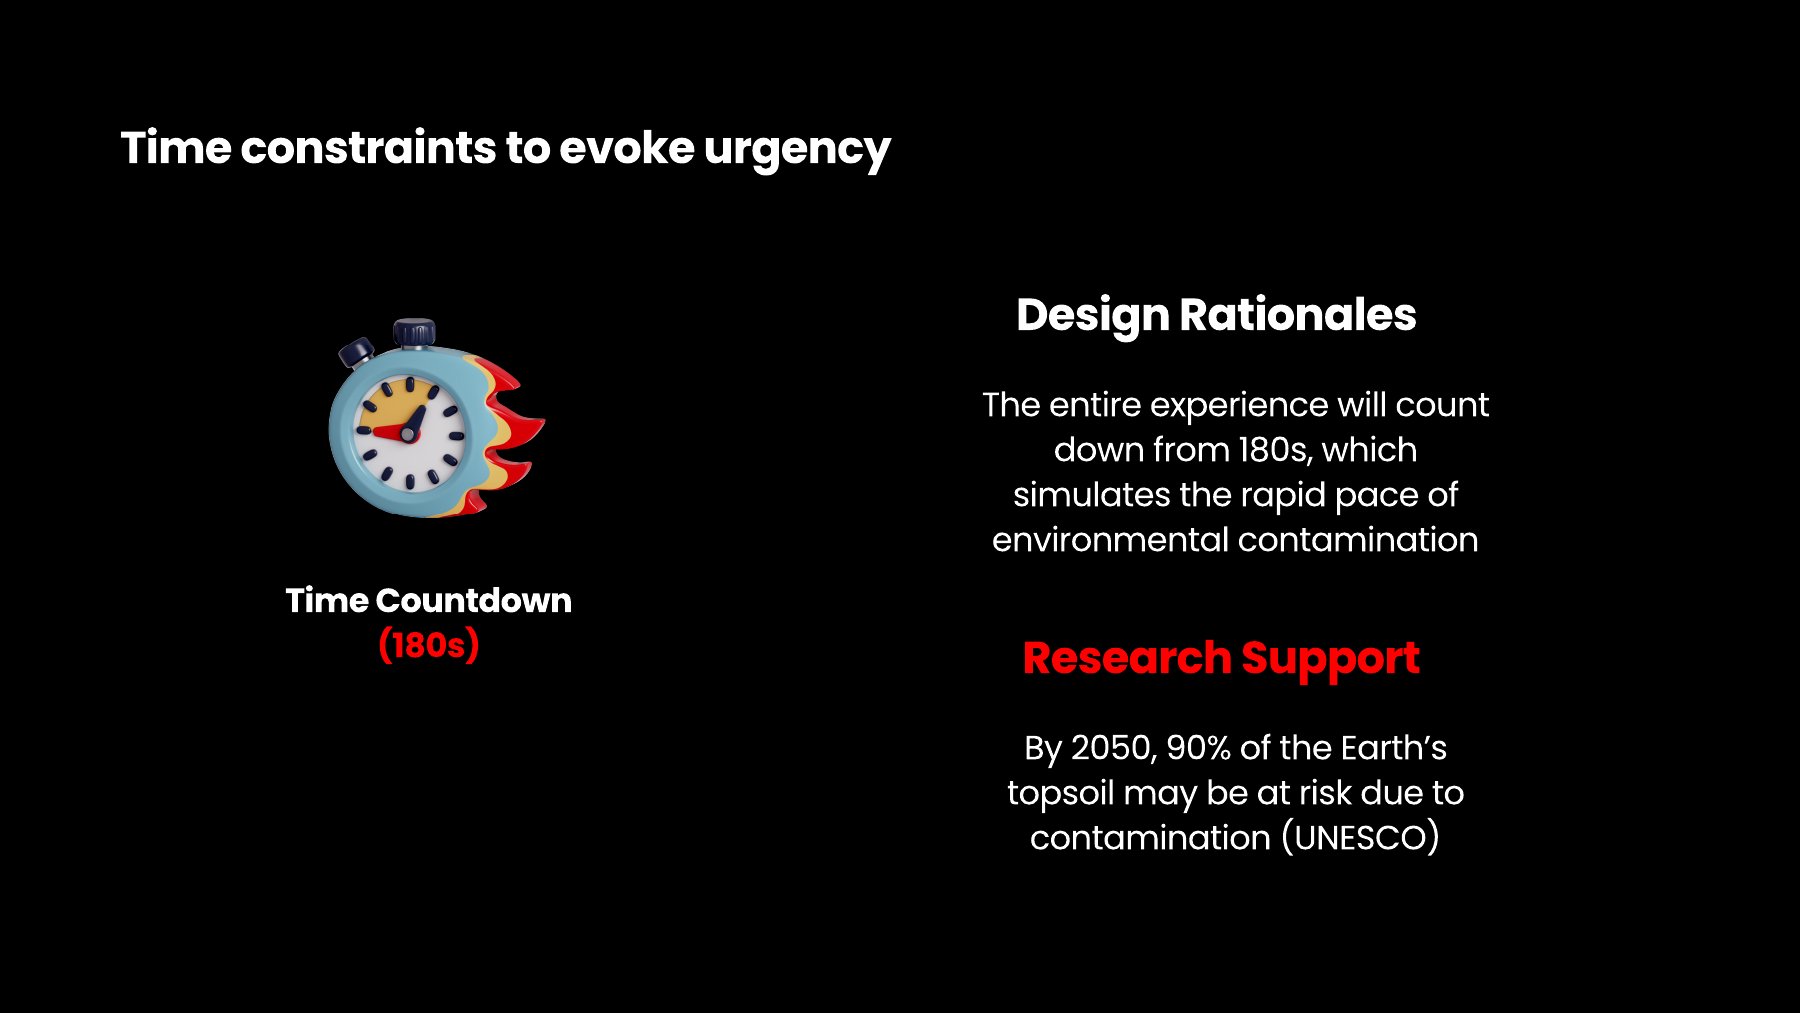 Time constraints to evoke urgency
Time Countdown
(180s)
Design Rationales
The entire experience will count
down from 180s, which
simulates the rapid pace of
environmental contamination
Research Support
By 2050, 90% of the Earth’s
topsoil may be at risk due to
contamination (UNESCO)